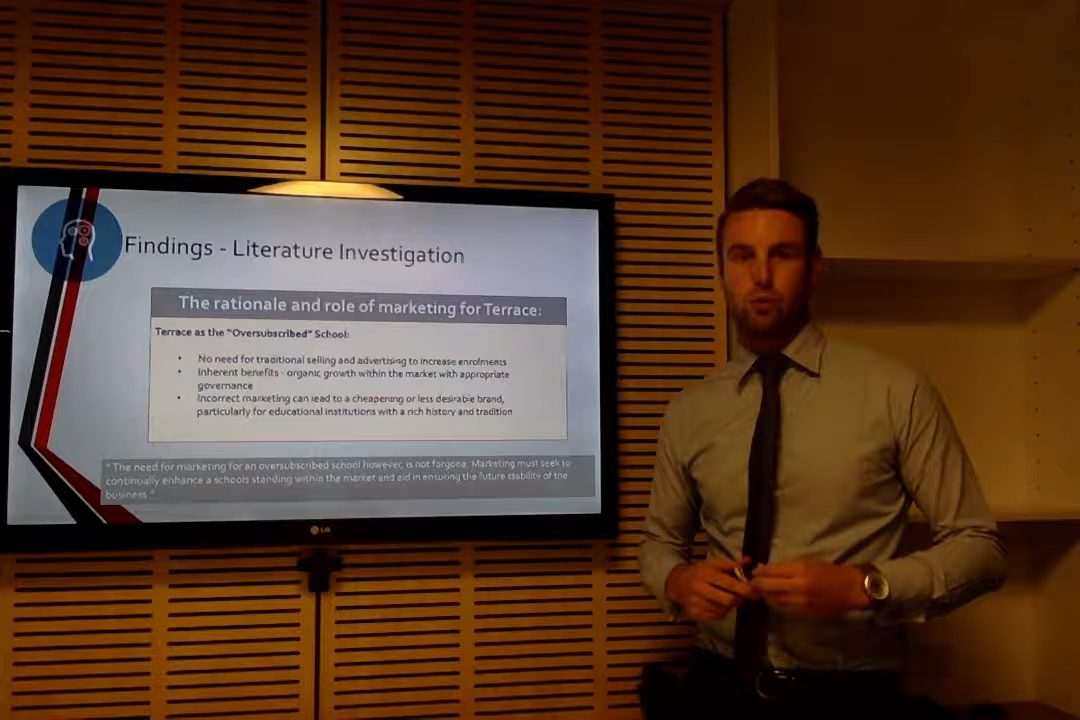 Findings - Literature Investigation
The rationale and role of marketing for Terrace:
Terrace as the "Oversubscribed" School:
• No need for traditional selling and advertising to increase enrolments
• Inherent benefits - organic growth within the market with appropriate
governance
• Incorrect marketing can lead to a cheapening or less desirable brand,
particularly for educational institutions with a rich history and tradition
"The need for marketing for an oversubscribed school however, is not forgone. Marketing must seek to
continually enhance a schools standing within the market and aid in ensuring the future stability of the
business."
LG